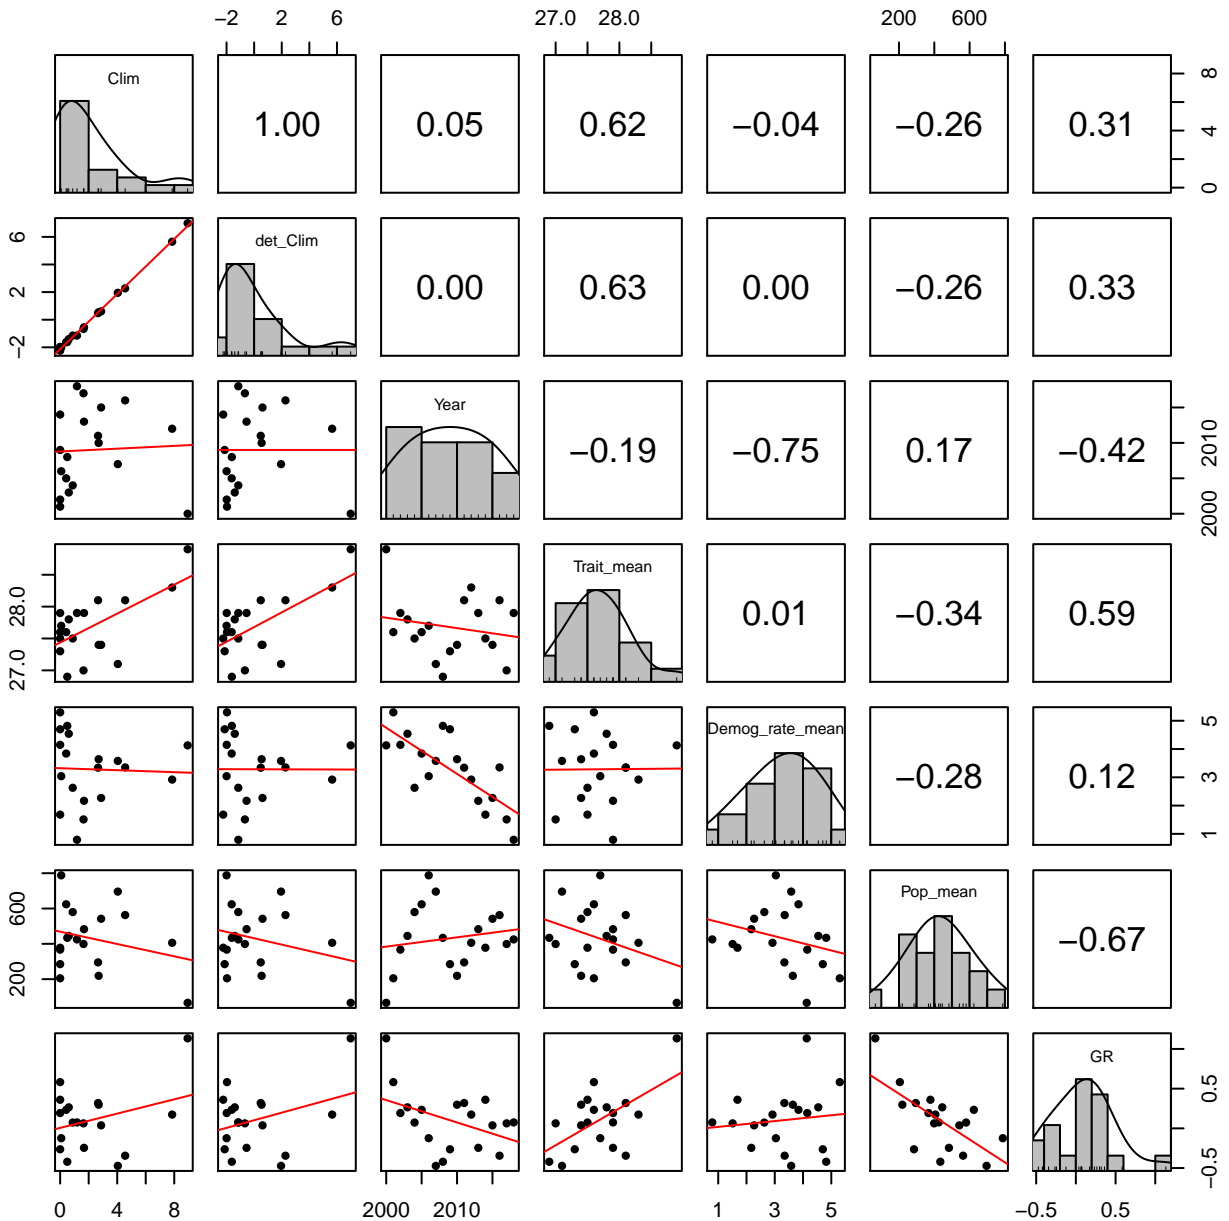 −2 2 6 27.0 28.0 200 600
Clim
1.00 0.05 0.62 −0.04 −0.26 0.31
0 4 8
det_Clim
0.00 0.63 0.00 −0.26 0.33
−2 2 6
Year
−0.19 −0.75 0.17 −0.42
2000 2010
Trait_mean
0.01 −0.34 0.59
27.0 28.0
Demog_rate_mean
−0.28 0.12
1 3 5
Pop_mean
−0.67
200 600
GR
−0.5 0.5
0 4 8 2000 2010 1 3 5 −0.5 0.5